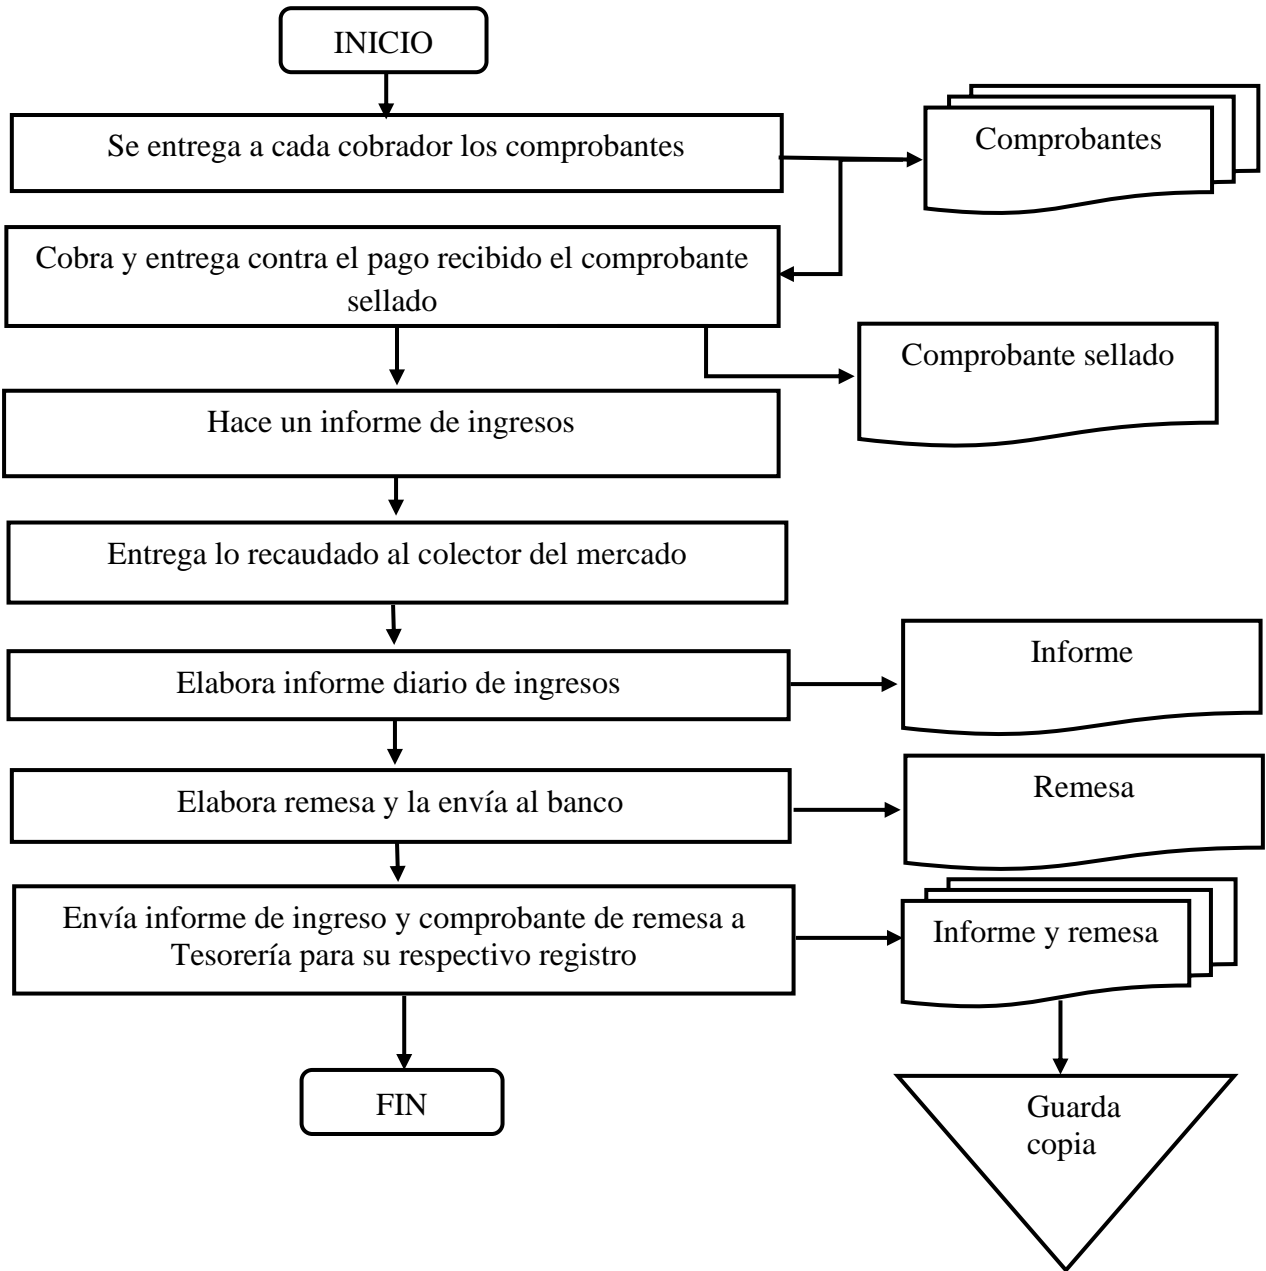 INICIO
Se entrega a cada cobrador los comprobantes
Comprobantes
Cobra y entrega contra el pago recibido el comprobante
sellado
Comprobante sellado
Hace un informe de ingresos
Entrega lo recaudado al colector del mercado
Elabora informe diario de ingresos
Informe
Elabora remesa y la envía al banco
Remesa
Envía informe de ingreso y comprobante de remesa a
Tesorería para su respectivo registro
Informe y remesa
FIN
Guarda
copia